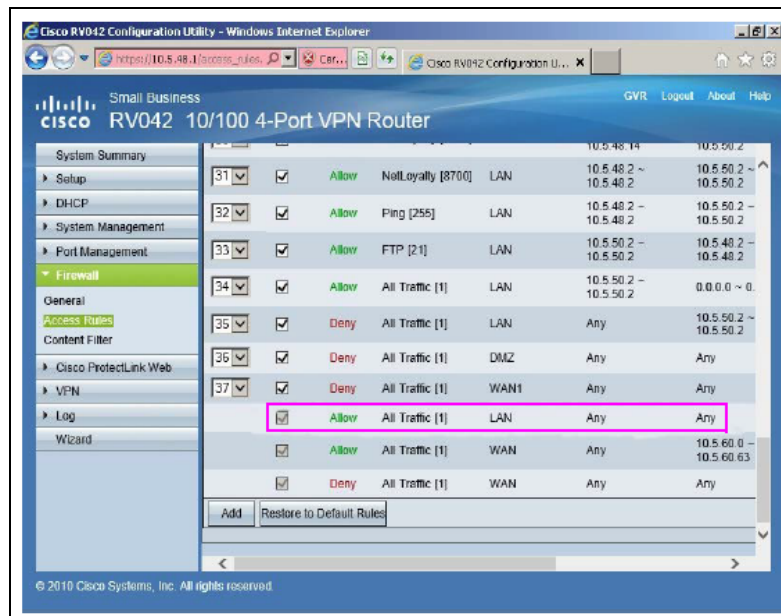 Cisco RV042 Configuration Utility - Windows Internet Explorer
https://10.5.48.1/access_rules. Cer... Cisco RV042 Configuration U...
Small Business
GVR Logout About Help
cisco RV042 10/100 4-Port VPN Router
System Summary
Setup
DHCP
System Management
Port Management
Firewall
General
Access Rules
Content Filter
Cisco ProtectLink Web
VPN
Log
Wizard
10.5.48.14 10.5.50.2
31 Allow NetLoyally [8700] LAN 10.5.48.2 ~ 10.5.50.2 ~
10.5.48.2 10.5.50.2
32 Allow Ping [255] LAN 10.5.48.2 ~ 10.5.50.2 ~
10.5.48.2 10.5.50.2
33 Allow FTP [21] LAN 10.5.50.2 ~ 10.5.48.2 ~
10.5.50.2 10.5.48.2
34 Allow All Traffic [1] LAN 10.5.50.2 ~ 0.0.0.0 ~ 0.
10.5.50.2
35 Deny All Traffic [1] LAN Any 10.5.50.2 ~
10.5.50.2
36 Deny All Traffic [1] DMZ Any Any
37 Deny All Traffic [1] WAN1 Any Any
Allow All Traffic [1] LAN Any Any
Allow All Traffic [1] WAN Any 10.5.60.0 ~
10.5.60.63
Deny All Traffic [1] WAN Any Any
Add Restore to Default Rules
© 2010 Cisco Systems, Inc. All rights reserved.